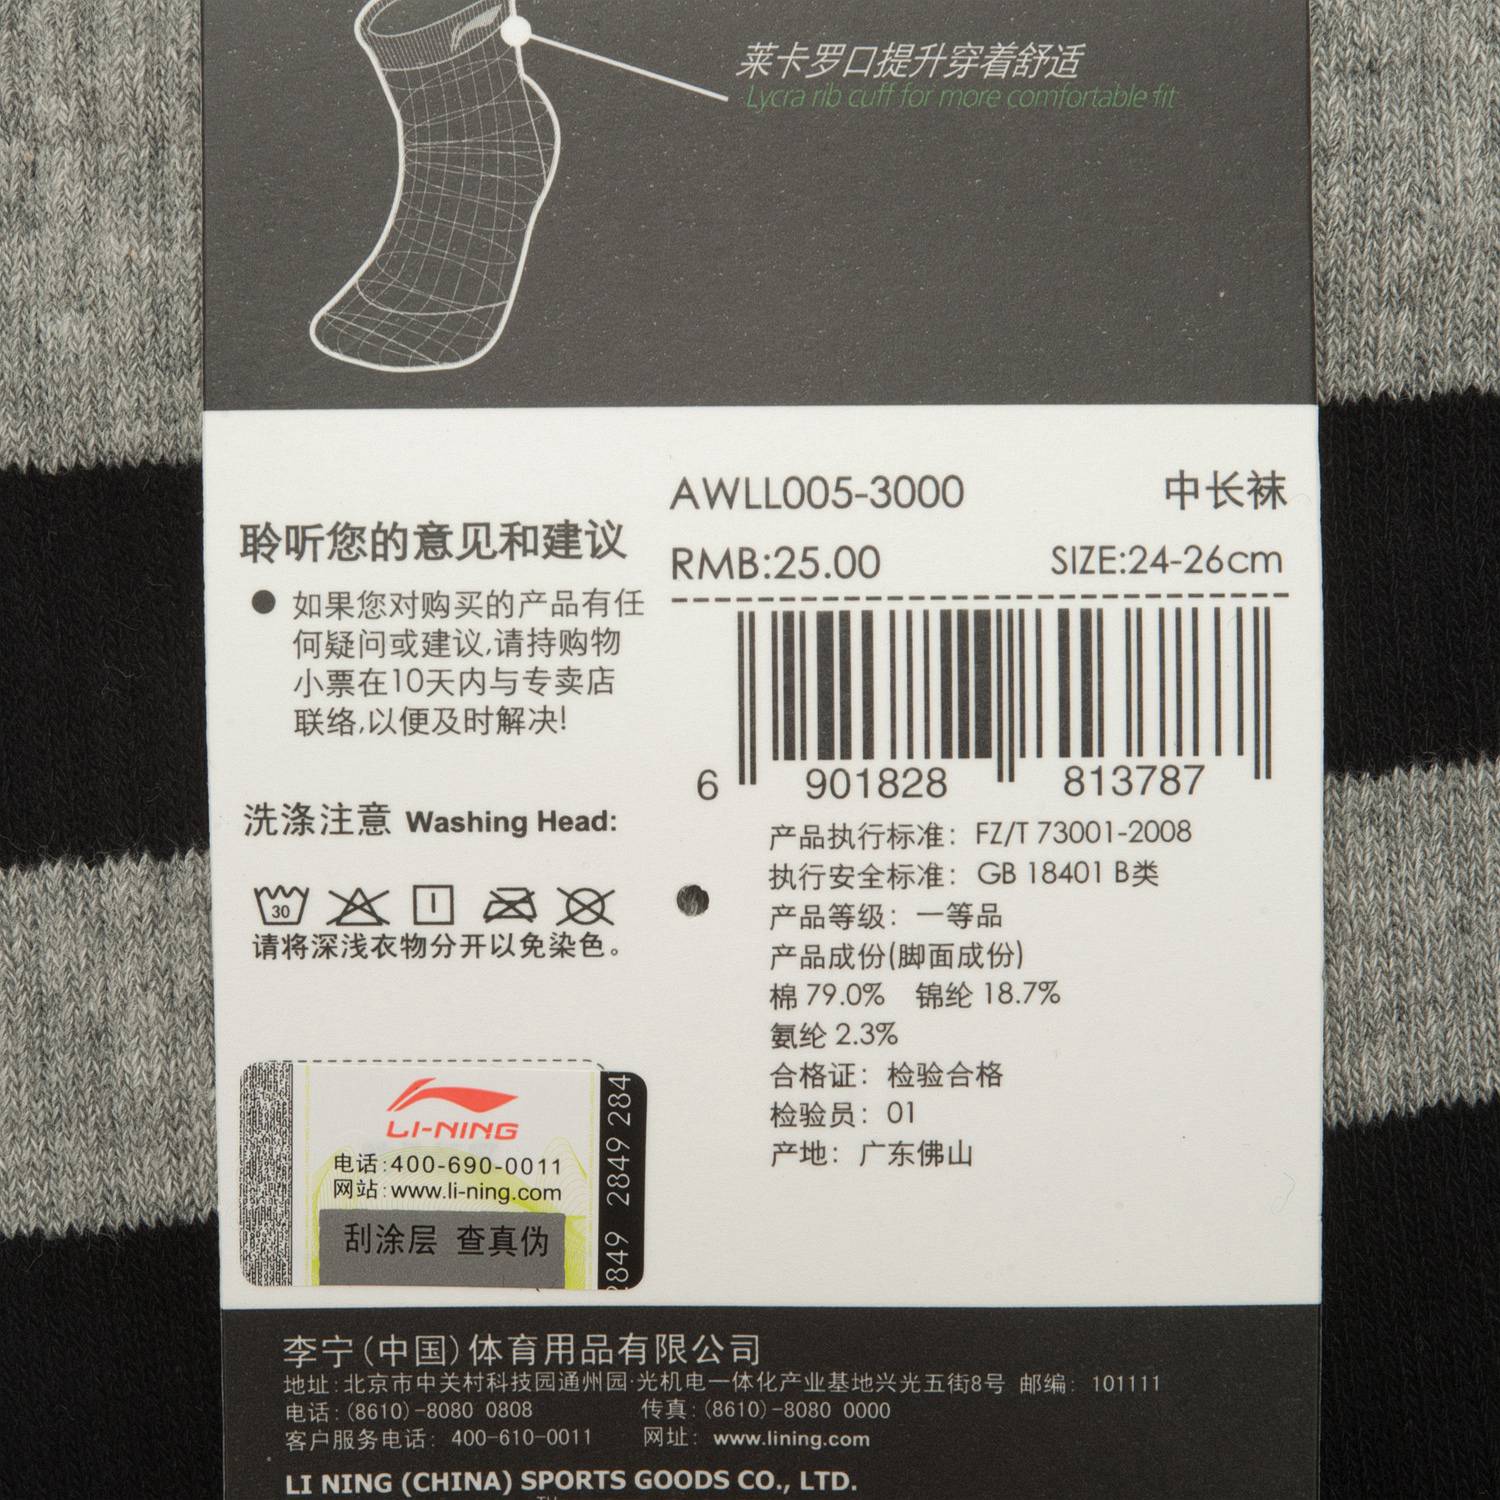 莱卡罗口提升穿着舒适
Lycra rib cuff for more comfortable fit
AWLL005-3000 中长袜
RMB:25.00 SIZE:24-26cm
6 901828 813787
产品执行标准：FZ/T 73001-2008
执行安全标准：GB 18401 B类
产品等级：一等品
产品成份(脚面成份)
棉 79.0% 锦纶 18.7%
氨纶 2.3%
合格证：检验合格
检验员：01
产地：广东佛山
聆听您的意见和建议
● 如果您对购买的产品有任
何疑问或建议,请持购物
小票在10天内与专卖店
联络,以便及时解决!
洗涤注意 Washing Head:
30
请将深浅衣物分开以免染色。
LI-NING
电话:400-690-0011
网站:www.li-ning.com
刮涂层 查真伪
2849 2849 284
李宁(中国)体育用品有限公司
地址:北京市中关村科技园通州园·光机电一体化产业基地兴光五街8号 邮编: 101111
电话:(8610)-8080 0808 传真:(8610)-8080 0000
客户服务电话: 400-610-0011 网址: www.lining.com
LI NING (CHINA) SPORTS GOODS CO., LTD.